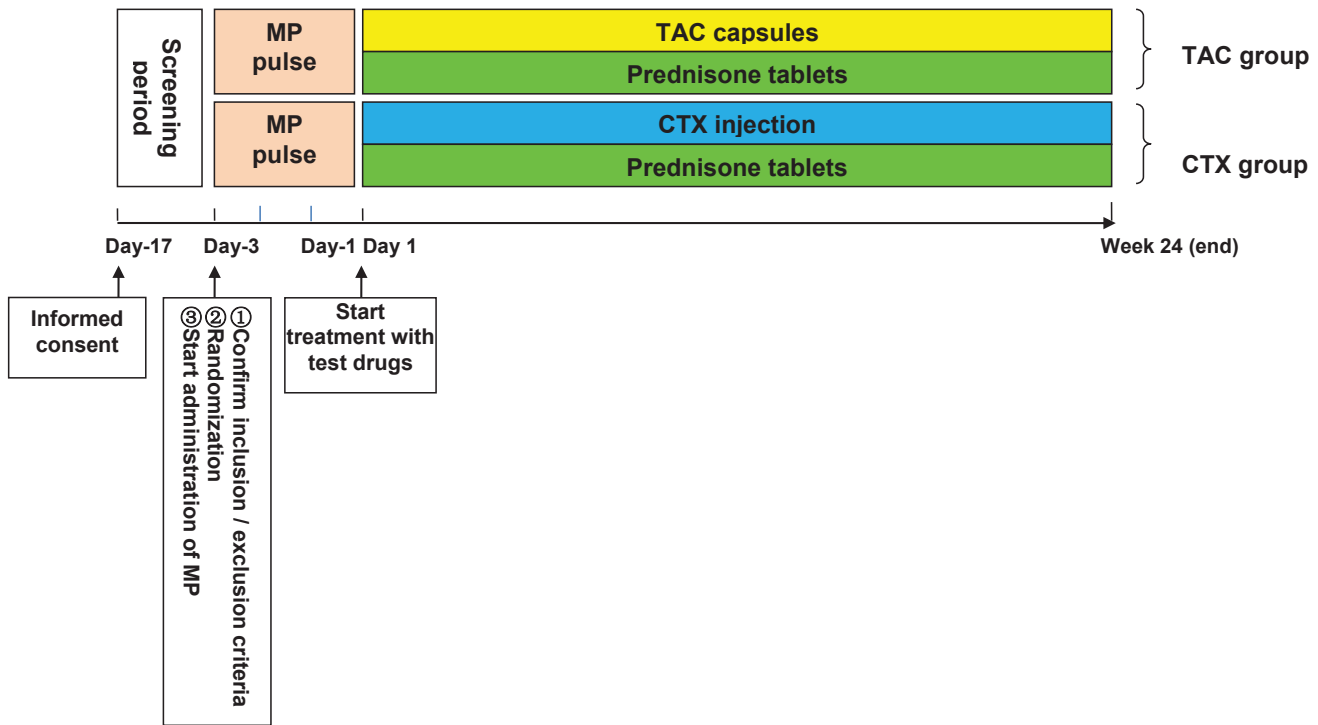 Screening
period
MP
pulse
TAC capsules
Prednisone tablets
TAC group
MP
pulse
CTX injection
Prednisone tablets
CTX group
Day-17
Day-3
Day-1
Day 1
Week 24 (end)
Informed
consent
①Confirm inclusion / exclusion criteria
②Randomization
③Start administration of MP
Start
treatment with
test drugs